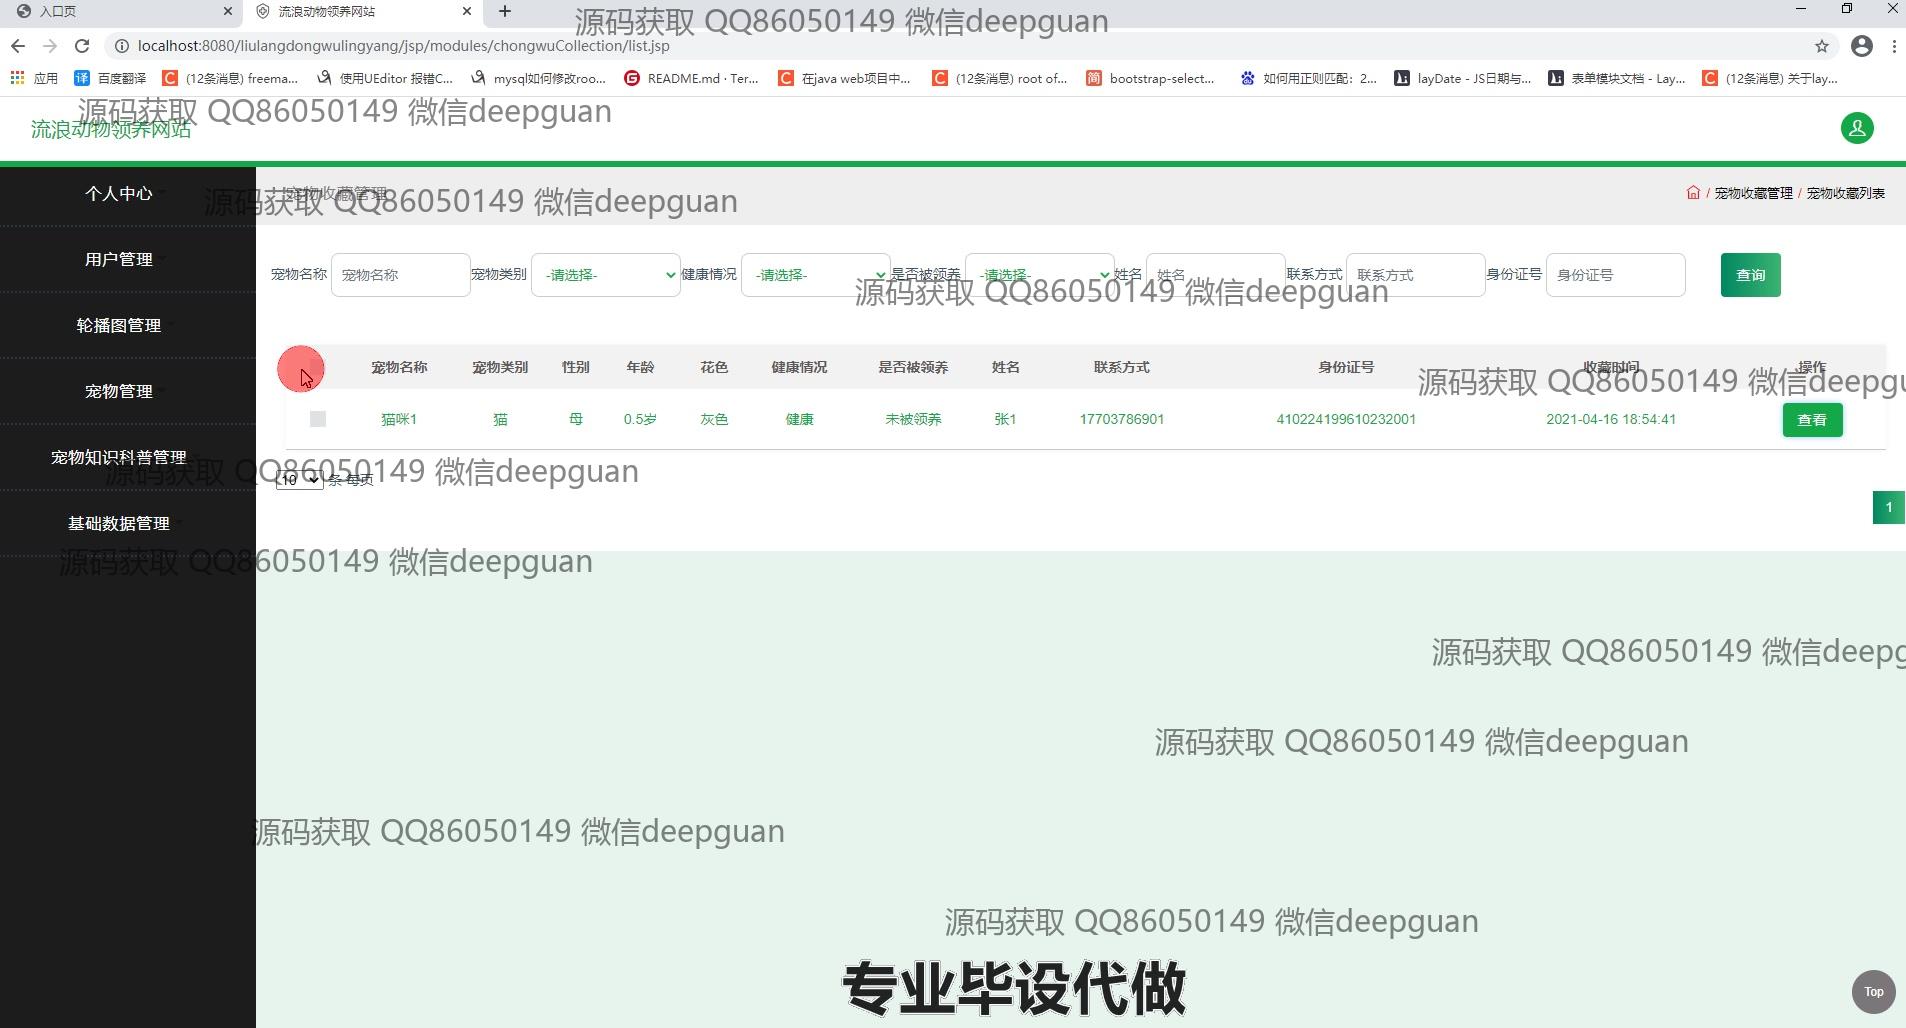 入口页
流浪动物领养网站
源码获取 QQ86050149 微信deepguan
localhost:8080/liulangdongwulingyang/jsp/modules/chongwuCollection/list.jsp
应用 百度翻译 (12条消息) freema... 使用UEditor 报错C... mysql如何修改roo... README.md · Ter... 在java web项目中... (12条消息) root of... bootstrap-select... 如何用正则匹配：2... layDate - JS日期与... 表单模块文档 - Lay... (12条消息) 关于lay...
源码获取 QQ86050149 微信deepguan
流浪动物领养网站
个人中心
宠物收藏管理
源码获取 QQ86050149 微信deepguan
/ 宠物收藏管理 / 宠物收藏列表
用户管理
宠物名称 宠物名称 宠物类别 -请选择- 健康情况 -请选择- 是否被领养 -请选择- 姓名 姓名 联系方式 联系方式 身份证号 身份证号 查询
源码获取 QQ86050149 微信deepguan
轮播图管理
宠物名称 宠物类别 性别 年龄 花色 健康情况 是否被领养 姓名 联系方式 身份证号 收藏时间 操作
源码获取 QQ86050149 微信deepgu
宠物管理
猫咪1 猫 母 0.5岁 灰色 健康 未被领养 张1 17703786901 410224199610232001 2021-04-16 18:54:41 查看
宠物知识科普管理
源码获取 QQ86050149 微信deepguan
10 条 每页
1
基础数据管理
源码获取 QQ86050149 微信deepguan
源码获取 QQ86050149 微信deepg
源码获取 QQ86050149 微信deepguan
源码获取 QQ86050149 微信deepguan
源码获取 QQ86050149 微信deepguan
专业毕设代做
Top